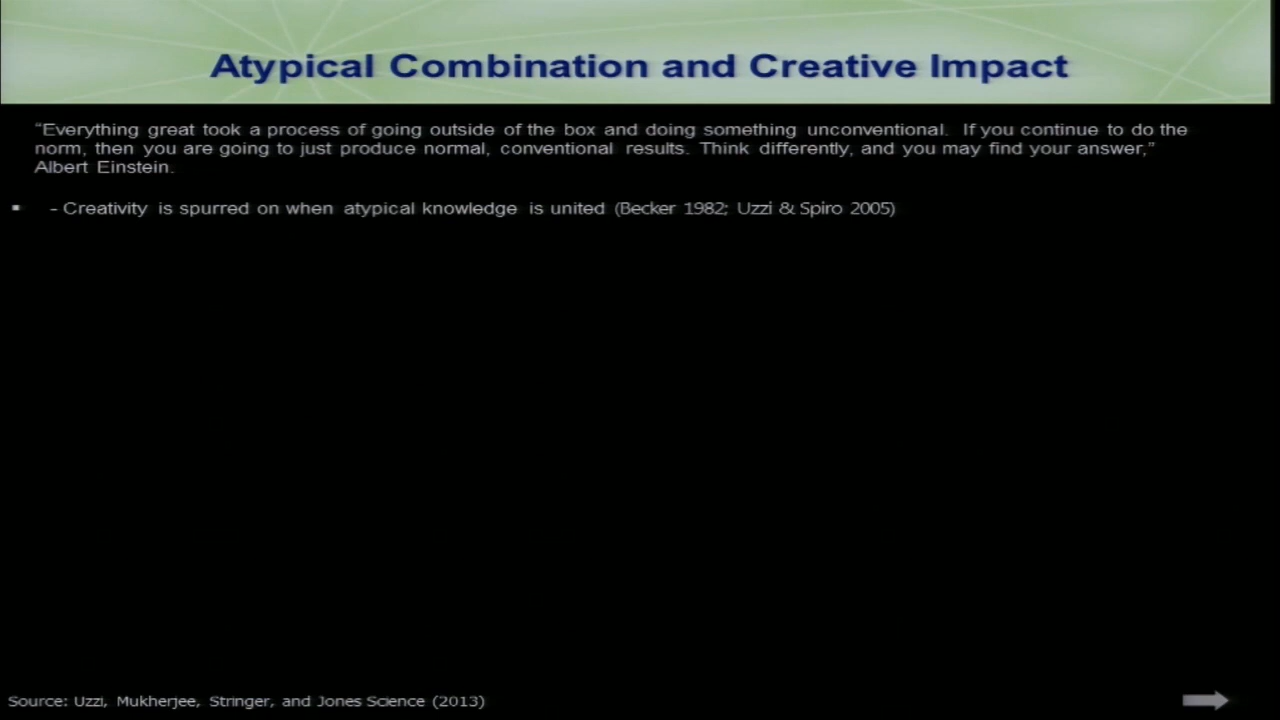 Atypical Combination and Creative Impact
“Everything great took a process of going outside of the box and doing something unconventional. If you continue to do the
norm, then you are going to just produce normal, conventional results. Think differently, and you may find your answer,”
Albert Einstein.
▪ - Creativity is spurred on when atypical knowledge is united (Becker 1982; Uzzi & Spiro 2005)
Source: Uzzi, Mukherjee, Stringer, and Jones Science (2013)